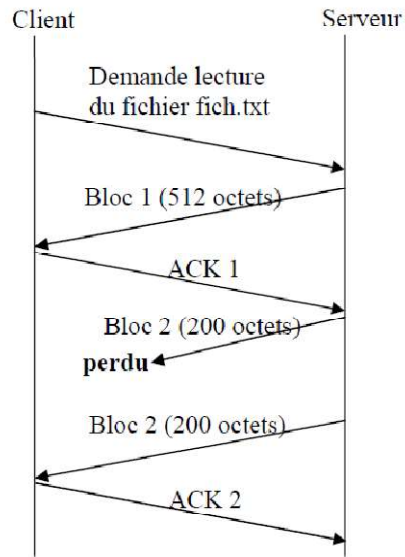 Client
Serveur
Demande lecture
du fichier fich.txt
Bloc 1 (512 octets)
ACK 1
Bloc 2 (200 octets)
perdu
Bloc 2 (200 octets)
ACK 2